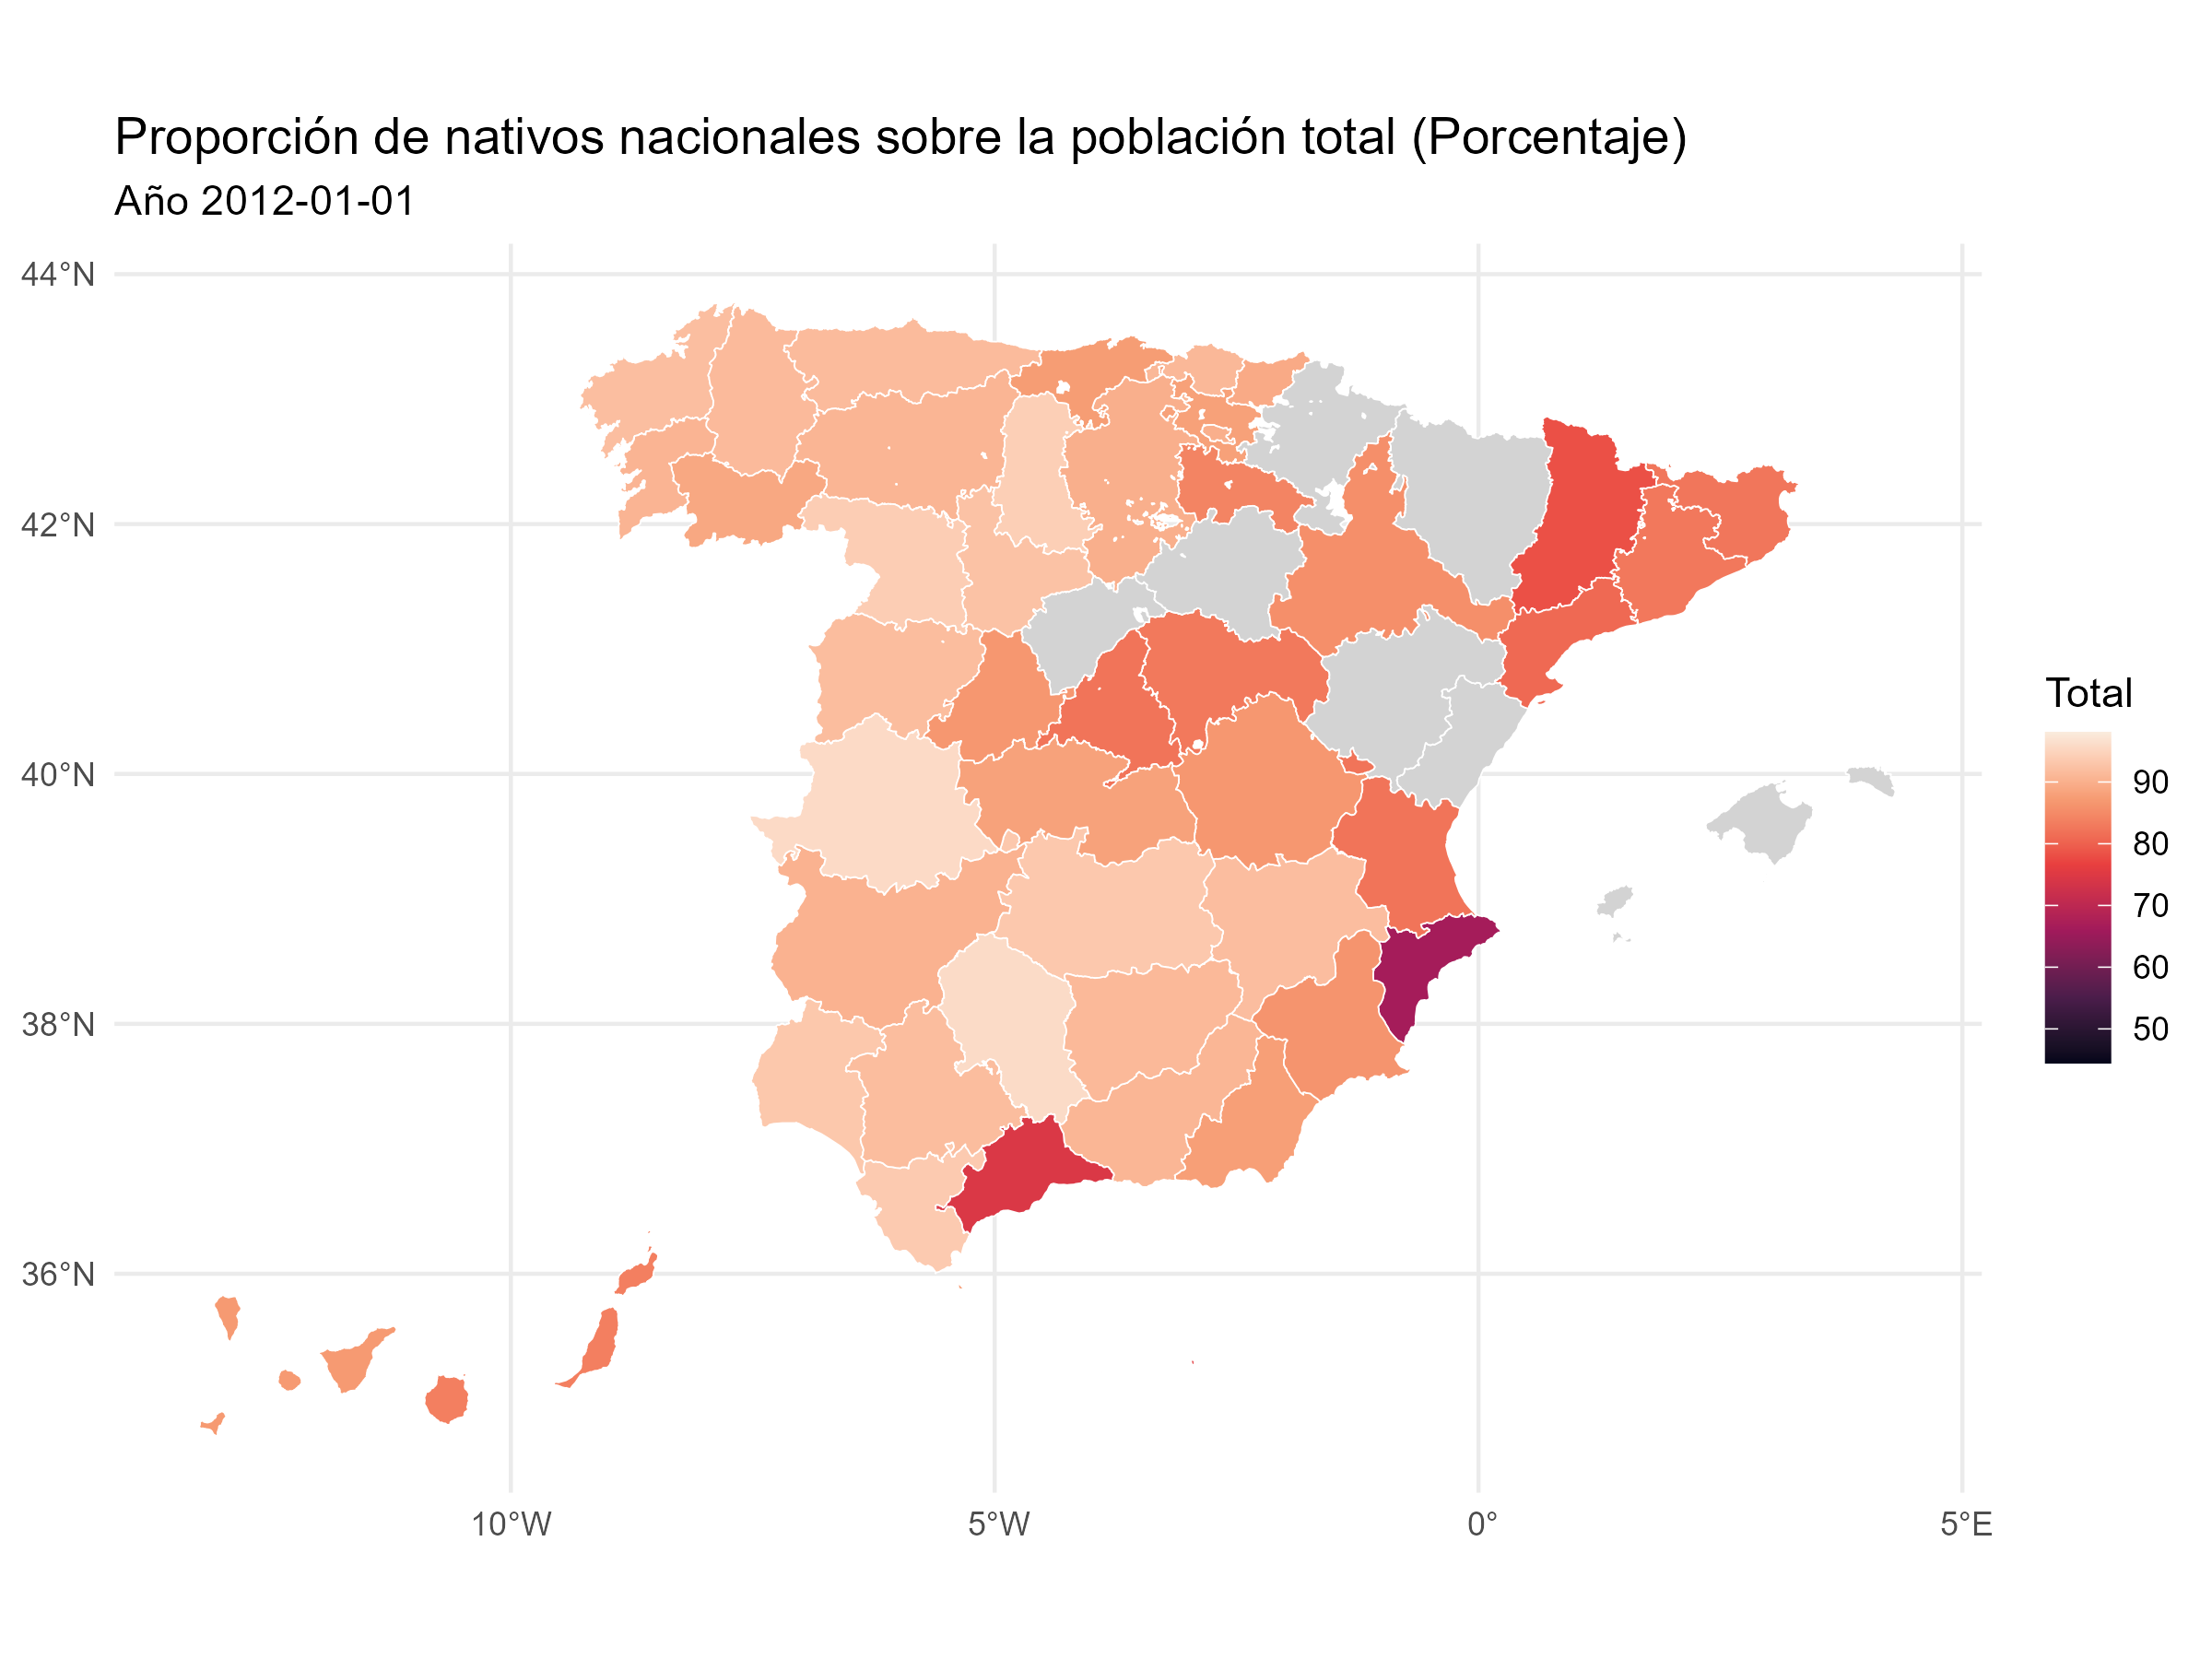 Proporción de nativos nacionales sobre la población total (Porcentaje)
Año 2012-01-01
44°N
42°N
40°N
38°N
36°N
10°W
5°W
0°
5°E
Total
90
80
70
60
50